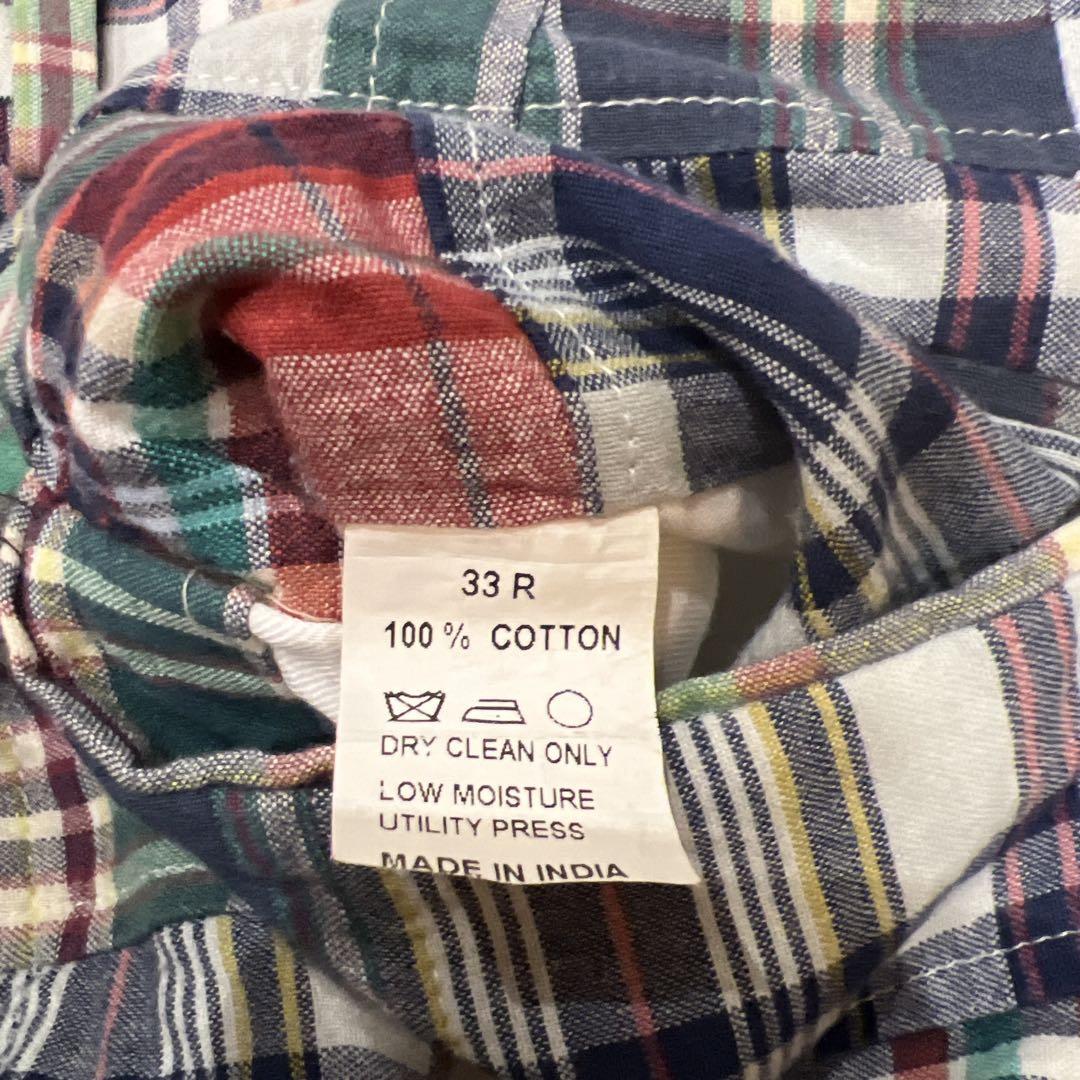 33 R
100 % COTTON
DRY CLEAN ONLY
LOW MOISTURE
UTILITY PRESS
MADE IN INDIA